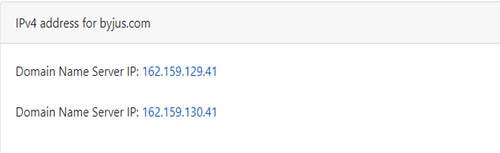 IPv4 address for byjus.com
Domain Name Server IP: 162.159.129.41
Domain Name Server IP: 162.159.130.41